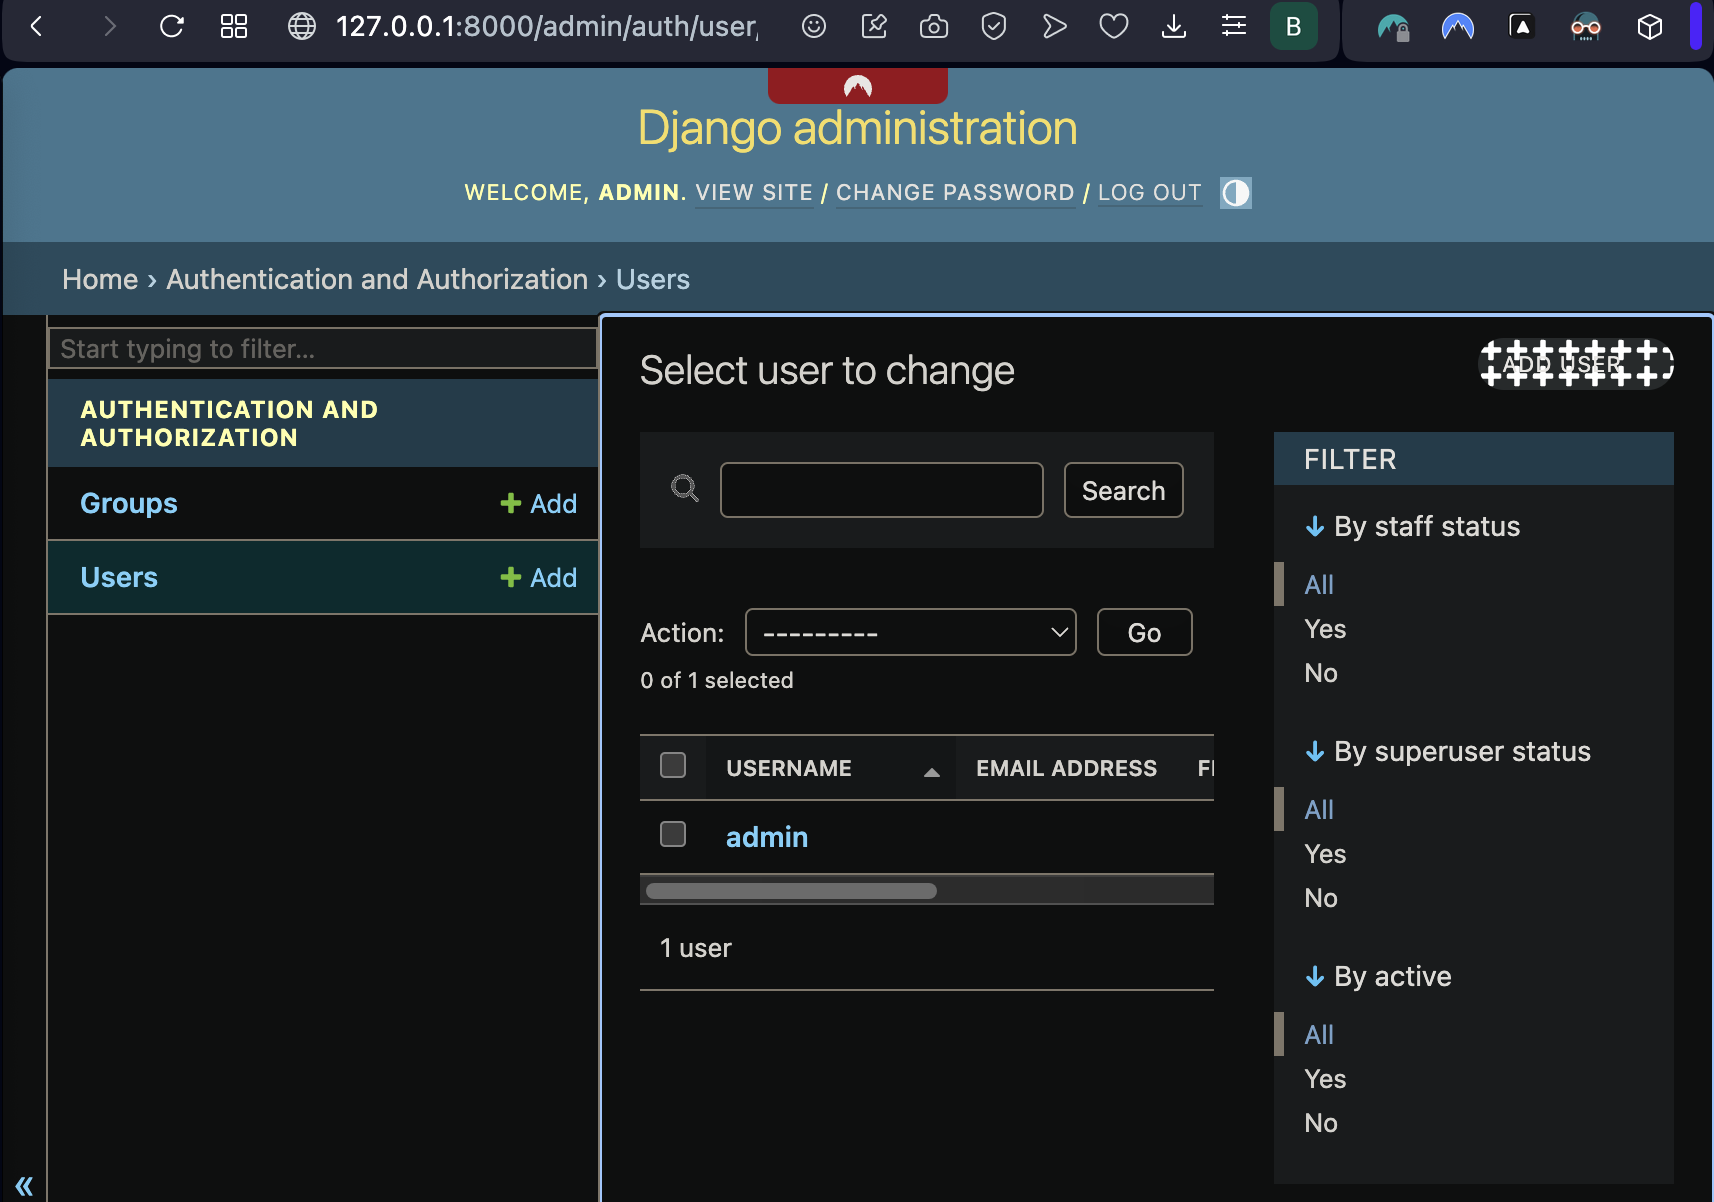 127.0.0.1:8000/admin/auth/user/
B
Django administration
WELCOME, ADMIN. VIEW SITE / CHANGE PASSWORD / LOG OUT
Home › Authentication and Authorization › Users
Start typing to filter...
Select user to change
ADD USER
AUTHENTICATION AND
AUTHORIZATION
Groups + Add
Users + Add
Search
Action: --------- Go
0 of 1 selected
USERNAME EMAIL ADDRESS
admin
1 user
FILTER
↓ By staff status
All
Yes
No
↓ By superuser status
All
Yes
No
↓ By active
All
Yes
No
«